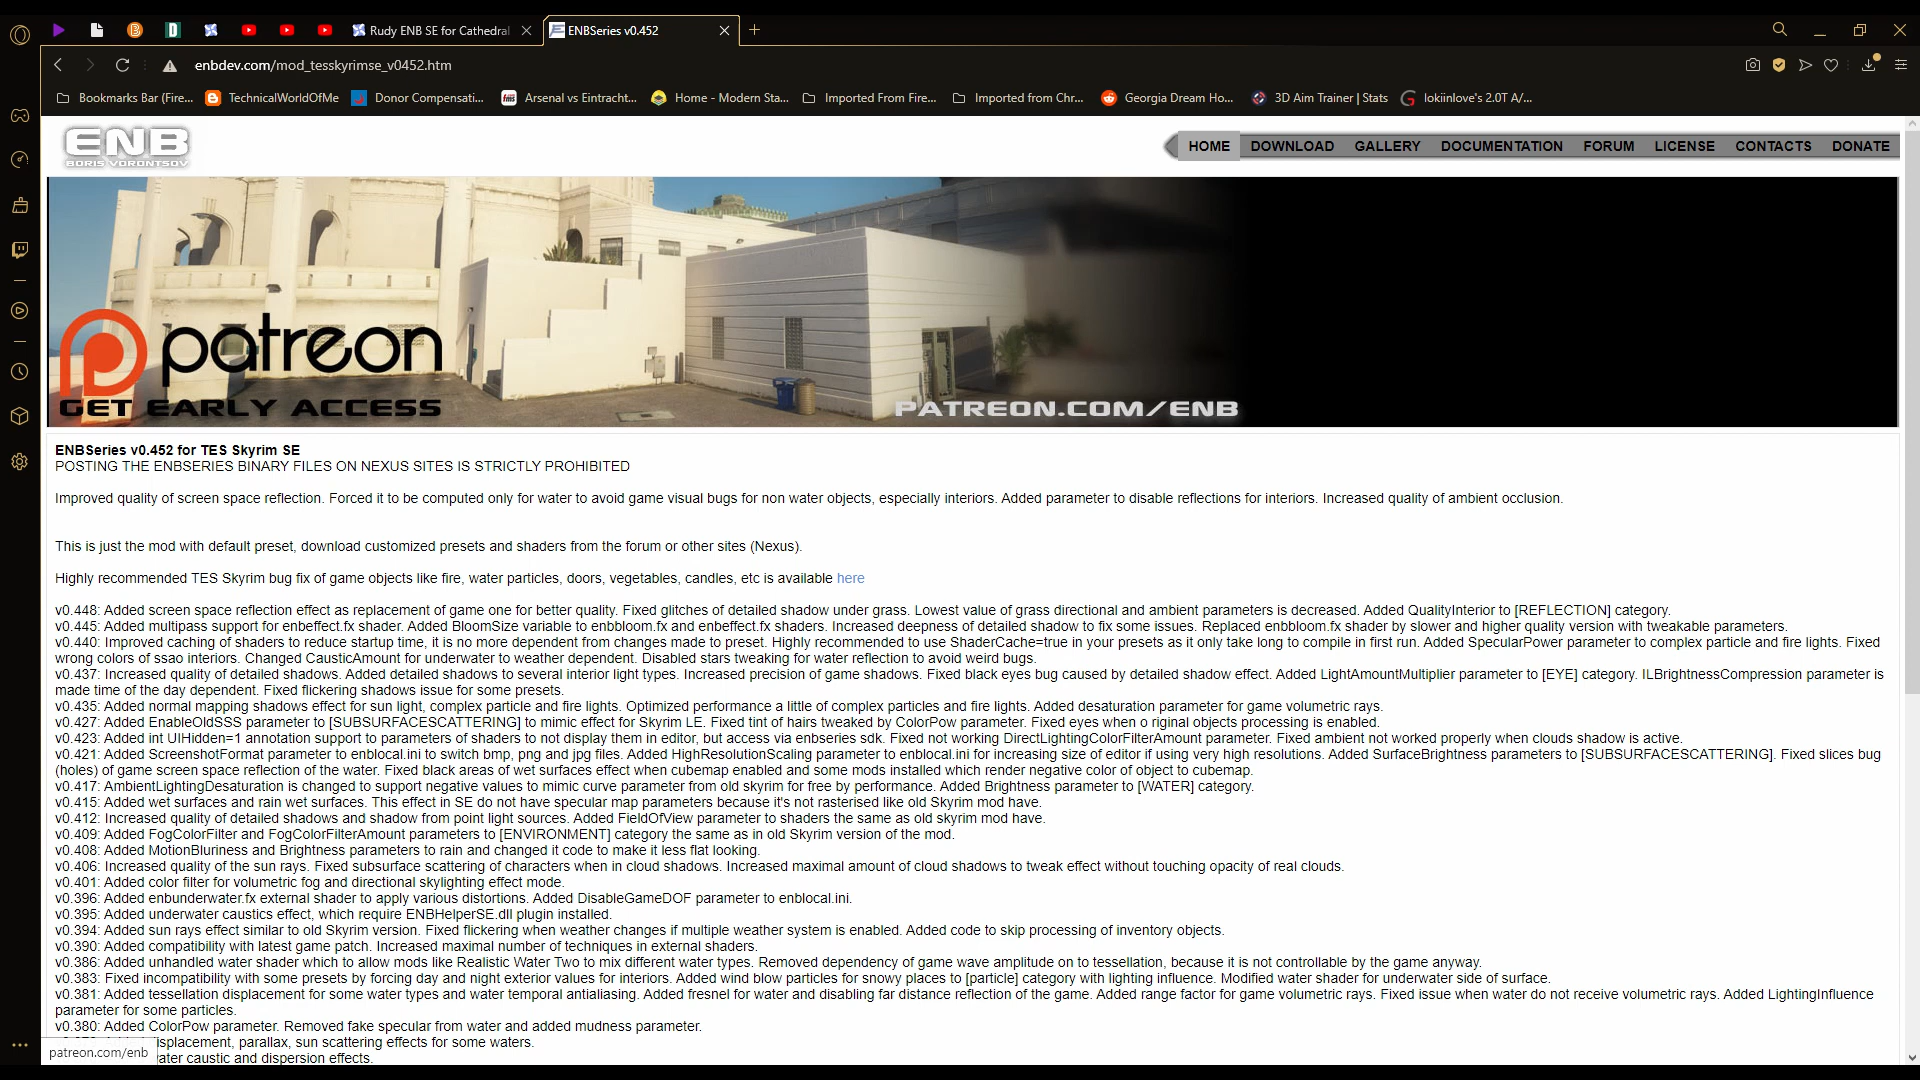 Rudy ENB SE for Cathedral
ENBSeries v0.452
enbdev.com/mod_tesskyrimse_v0452.htm
Bookmarks Bar (Fire...
TechnicalWorldOfMe
Donor Compensati...
Arsenal vs Eintracht...
Home - Modern Sta...
Imported From Fire...
Imported from Chr...
Georgia Dream Ho...
3D Aim Trainer | Stats
lokiinlove's 2.0T A/...
ENB
BORIS VORONTSOV
HOME
DOWNLOAD
GALLERY
DOCUMENTATION
FORUM
LICENSE
CONTACTS
DONATE
patreon
GET EARLY ACCESS
PATREON.COM/ENB
ENBSeries v0.452 for TES Skyrim SE
POSTING THE ENBSERIES BINARY FILES ON NEXUS SITES IS STRICTLY PROHIBITED
Improved quality of screen space reflection. Forced it to be computed only for water to avoid game visual bugs for non water objects, especially interiors. Added parameter to disable reflections for interiors. Increased quality of ambient occlusion.
This is just the mod with default preset, download customized presets and shaders from the forum or other sites (Nexus).
Highly recommended TES Skyrim bug fix of game objects like fire, water particles, doors, vegetables, candles, etc is available here
v0.448: Added screen space reflection effect as replacement of game one for better quality. Fixed glitches of detailed shadow under grass. Lowest value of grass directional and ambient parameters is decreased. Added QualityInterior to [REFLECTION] category.
v0.445: Added multipass support for enbeffect.fx shader. Added BloomSize variable to enbbloom.fx and enbeffect.fx shaders. Increased deepness of detailed shadow to fix some issues. Replaced enbbloom.fx shader by slower and higher quality version with tweakable parameters.
v0.440: Improved caching of shaders to reduce startup time, it is no more dependent from changes made to preset. Highly recommended to use ShaderCache=true in your presets as it only take long to compile in first run. Added SpecularPower parameter to complex particle and fire lights. Fixed
wrong colors of ssao interiors. Changed CausticAmount for underwater to weather dependent. Disabled stars tweaking for water reflection to avoid weird bugs.
v0.437: Increased quality of detailed shadows. Added detailed shadows to several interior light types. Increased precision of game shadows. Fixed black eyes bug caused by detailed shadow effect. Added LightAmountMultiplier parameter to [EYE] category. ILBrightnessCompression parameter is
made time of the day dependent. Fixed flickering shadows issue for some presets.
v0.435: Added normal mapping shadows effect for sun light, complex particle and fire lights. Optimized performance a little of complex particles and fire lights. Added desaturation parameter for game volumetric rays.
v0.427: Added EnableOldSSS parameter to [SUBSURFACESCATTERING] to mimic effect for Skyrim LE. Fixed tint of hairs tweaked by ColorPow parameter. Fixed eyes when o riginal objects processing is enabled.
v0.423: Added int UIHidden=1 annotation support to parameters of shaders to not display them in editor, but access via enbseries sdk. Fixed not working DirectLightingColorFilterAmount parameter. Fixed ambient not worked properly when clouds shadow is active.
v0.421: Added ScreenshotFormat parameter to enblocal.ini to switch bmp, png and jpg files. Added HighResolutionScaling parameter to enblocal.ini for increasing size of editor if using very high resolutions. Added SurfaceBrightness parameters to [SUBSURFACESCATTERING]. Fixed slices bug
(holes) of game screen space reflection of the water. Fixed black areas of wet surfaces effect when cubemap enabled and some mods installed which render negative color of object to cubemap.
v0.417: AmbientLightingDesaturation is changed to support negative values to mimic curve parameter from old skyrim for free by performance. Added Brightness parameter to [WATER] category.
v0.415: Added wet surfaces and rain wet surfaces. This effect in SE do not have specular map parameters because it's not rasterised like old Skyrim mod have.
v0.412: Increased quality of detailed shadows and shadow from point light sources. Added FieldOfView parameter to shaders the same as old skyrim mod have.
v0.409: Added FogColorFilter and FogColorFilterAmount parameters to [ENVIRONMENT] category the same as in old Skyrim version of the mod.
v0.408: Added MotionBluriness and Brightness parameters to rain and changed it code to make it less flat looking.
v0.406: Increased quality of the sun rays. Fixed subsurface scattering of characters when in cloud shadows. Increased maximal amount of cloud shadows to tweak effect without touching opacity of real clouds.
v0.401: Added color filter for volumetric fog and directional skylighting effect mode.
v0.396: Added enbunderwater.fx external shader to apply various distortions. Added DisableGameDOF parameter to enblocal.ini.
v0.395: Added underwater caustics effect, which require ENBHelperSE.dll plugin installed.
v0.394: Added sun rays effect similar to old Skyrim version. Fixed flickering when weather changes if multiple weather system is enabled. Added code to skip processing of inventory objects.
v0.390: Added compatibility with latest game patch. Increased maximal number of techniques in external shaders.
v0.386: Added unhandled water shader which to allow mods like Realistic Water Two to mix different water types. Removed dependency of game wave amplitude on to tessellation, because it is not controllable by the game anyway.
v0.383: Fixed incompatibility with some presets by forcing day and night exterior values for interiors. Added wind blow particles for snowy places to [particle] category with lighting influence. Modified water shader for underwater side of surface.
v0.381: Added tessellation displacement for some water types and water temporal antialiasing. Added fresnel for water and disabling far distance reflection of the game. Added range factor for game volumetric rays. Fixed issue when water do not receive volumetric rays. Added LightingInfluence
parameter for some particles.
v0.380: Added ColorPow parameter. Removed fake specular from water and added mudness parameter.
isplacement, parallax, sun scattering effects for some waters.
patreon.com/enb
ater caustic and dispersion effects.